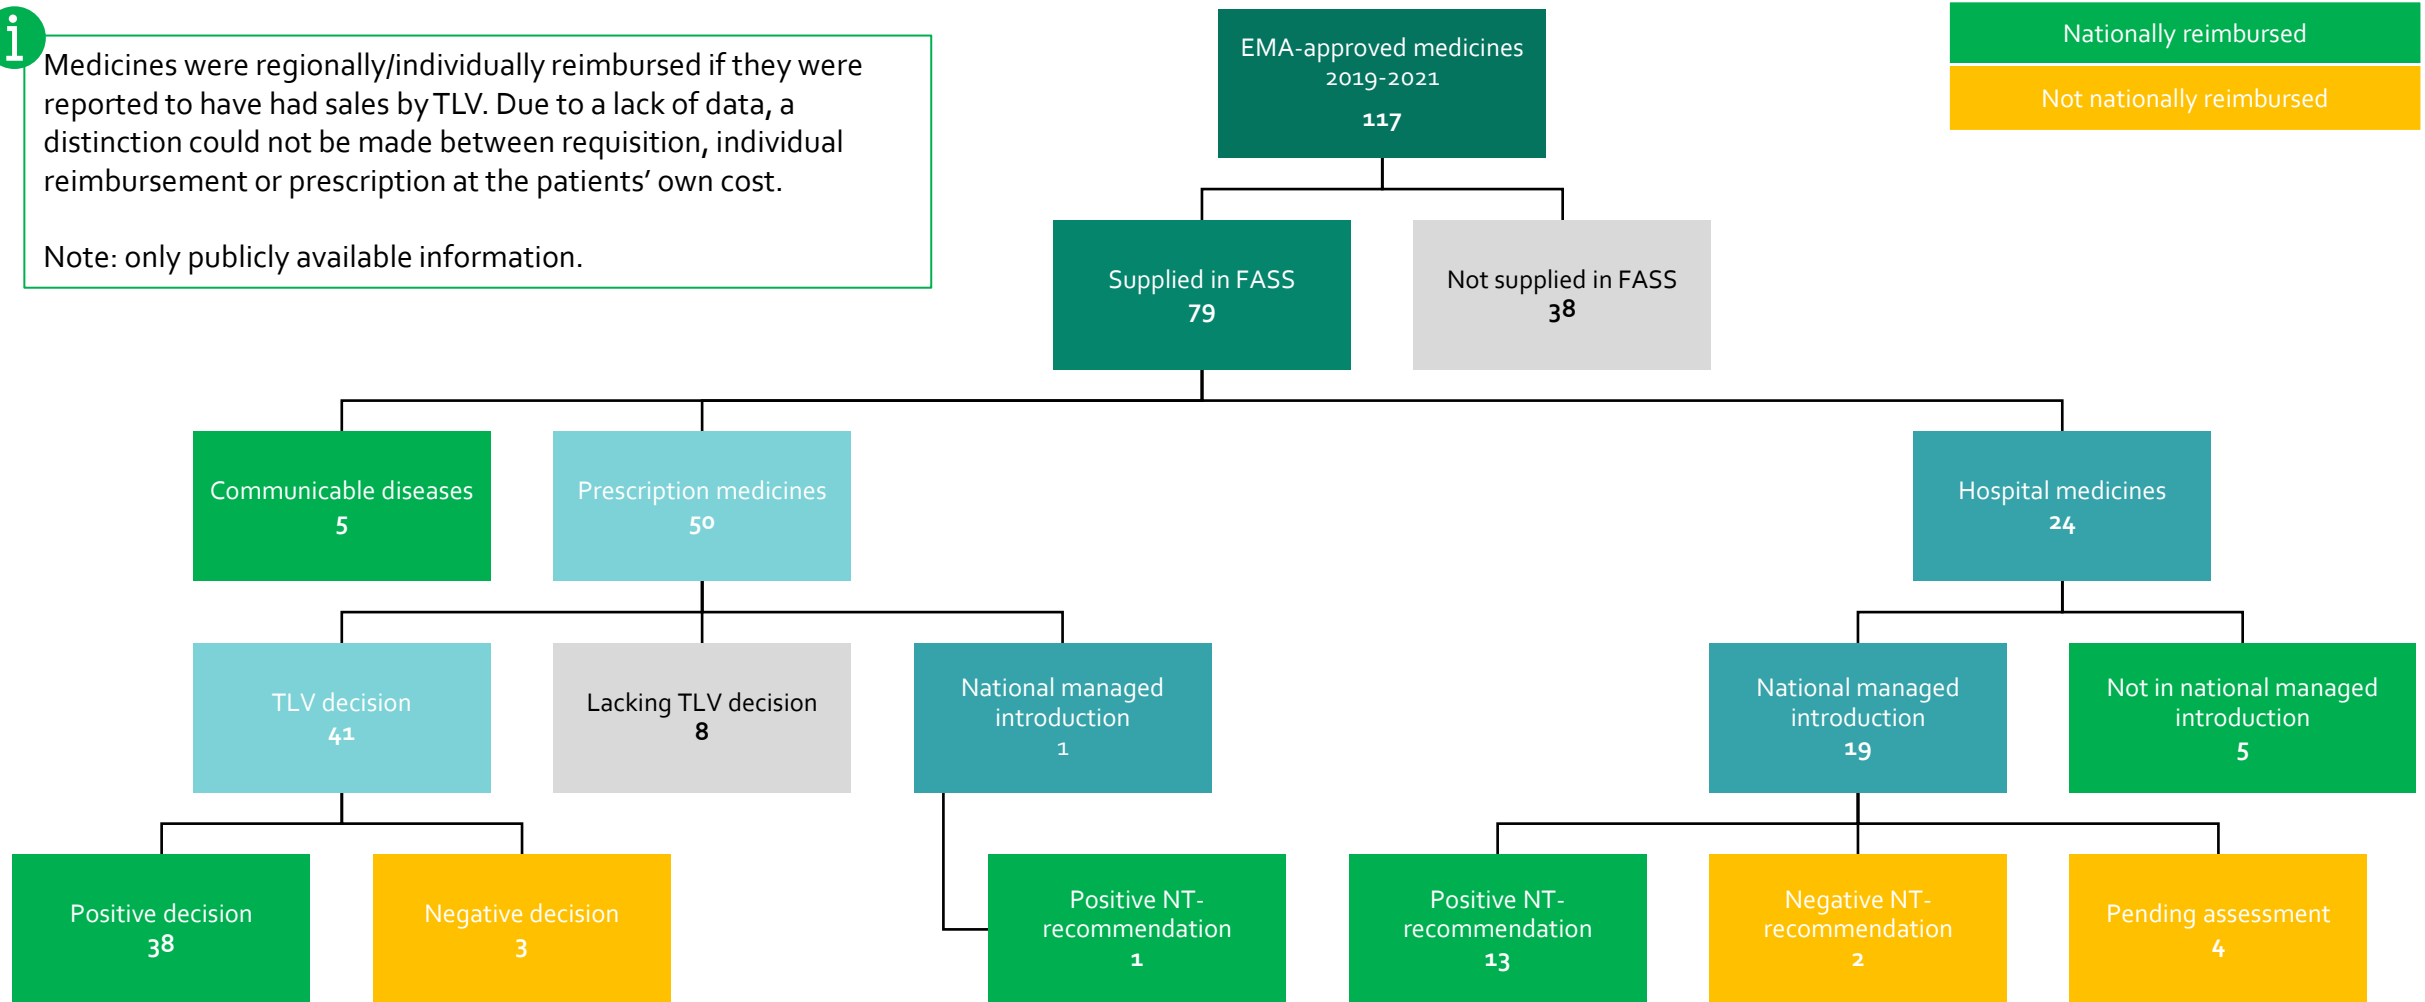 i
Medicines were regionally/individually reimbursed if they were
reported to have had sales by TLV. Due to a lack of data, a
distinction could not be made between requisition, individual
reimbursement or prescription at the patients’ own cost.
Note: only publicly available information.
EMA-approved medicines
2019-2021
117
Nationally reimbursed
Not nationally reimbursed
Supplied in FASS
79
Not supplied in FASS
38
Communicable diseases
5
Prescription medicines
50
Hospital medicines
24
TLV decision
41
Lacking TLV decision
8
National managed
introduction
1
National managed
introduction
19
Not in national managed
introduction
5
Positive decision
38
Negative decision
3
Positive NT-
recommendation
1
Positive NT-
recommendation
13
Negative NT-
recommendation
2
Pending assessment
4